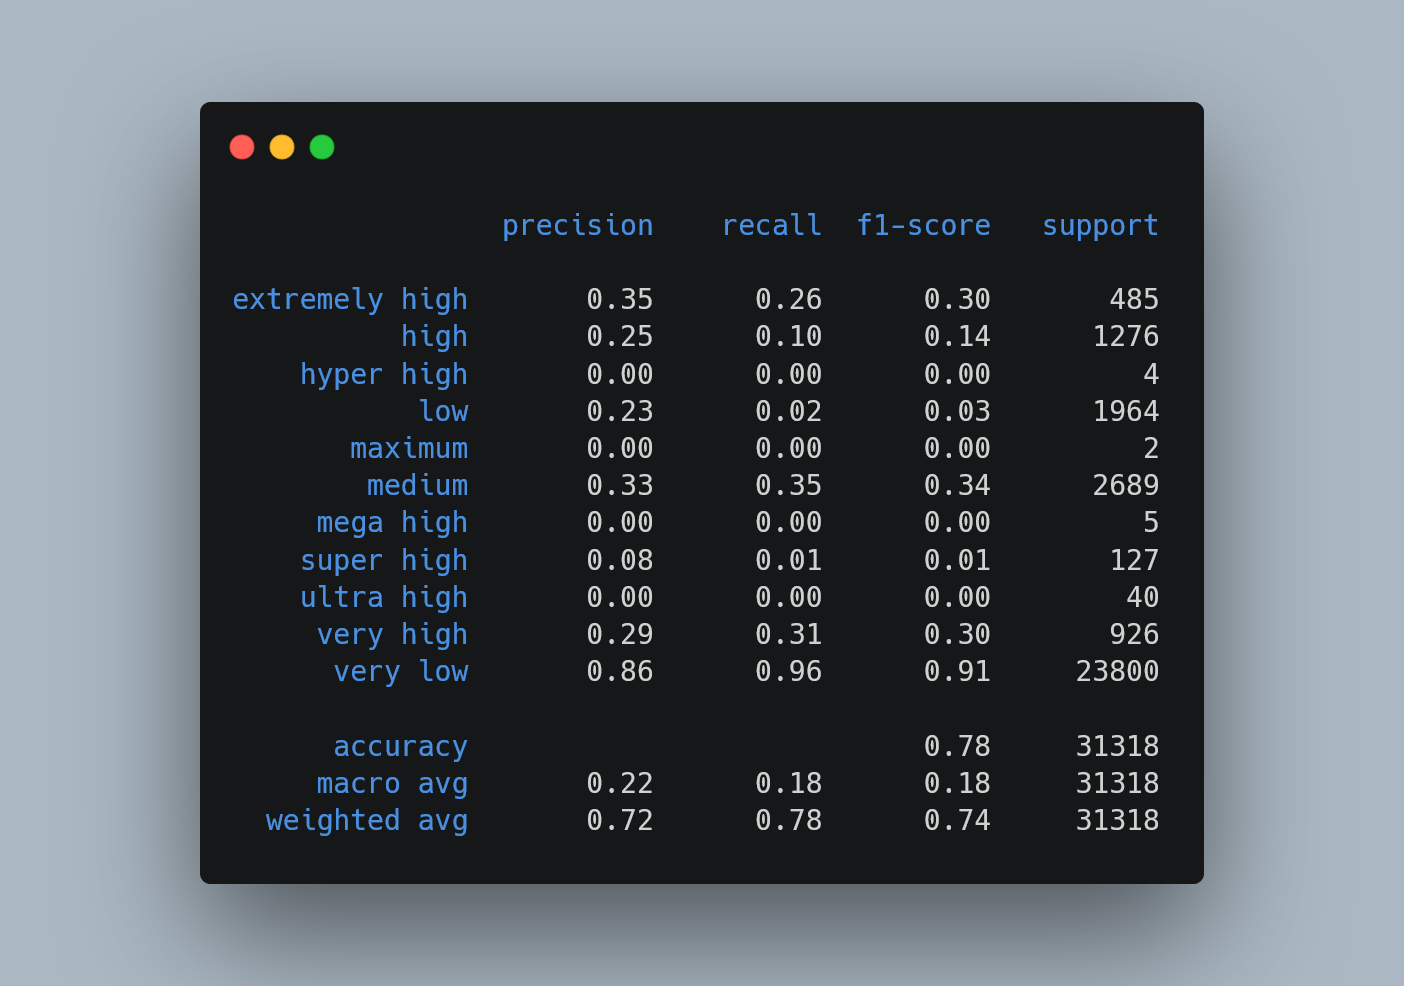 precision recall f1-score support
extremely high 0.35 0.26 0.30 485
high 0.25 0.10 0.14 1276
hyper high 0.00 0.00 0.00 4
low 0.23 0.02 0.03 1964
maximum 0.00 0.00 0.00 2
medium 0.33 0.35 0.34 2689
mega high 0.00 0.00 0.00 5
super high 0.08 0.01 0.01 127
ultra high 0.00 0.00 0.00 40
very high 0.29 0.31 0.30 926
very low 0.86 0.96 0.91 23800
accuracy 0.78 31318
macro avg 0.22 0.18 0.18 31318
weighted avg 0.72 0.78 0.74 31318